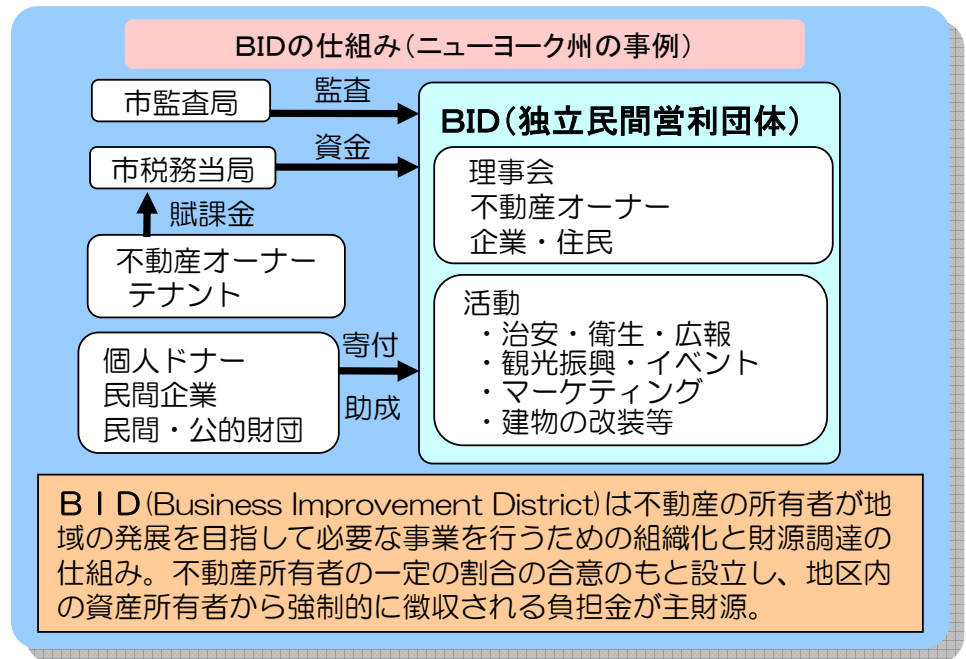 BIDの仕組み(ニューヨーク州の事例)
市監査局
監査
市税務当局
資金
賦課金
不動産オーナー
テナント
個人ドナー
民間企業
民間・公的財団
寄付
助成
BID(独立民間営利団体)
理事会
不動産オーナー
企業・住民
活動
・治安・衛生・広報
・観光振興・イベント
・マーケティング
・建物の改装等
BID(Business Improvement District)は不動産の所有者が地
域の発展を目指して必要な事業を行うための組織化と財源調達の
仕組み。不動産所有者の一定の割合の合意のもと設立し、地区内
の資産所有者から強制的に徴収される負担金が主財源。